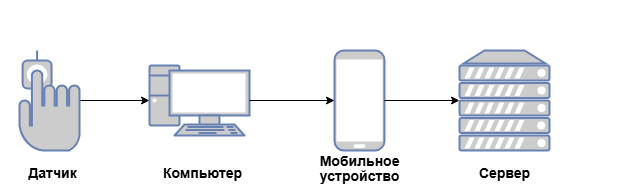 Датчик
Компьютер
Мобильное
устройство
Сервер